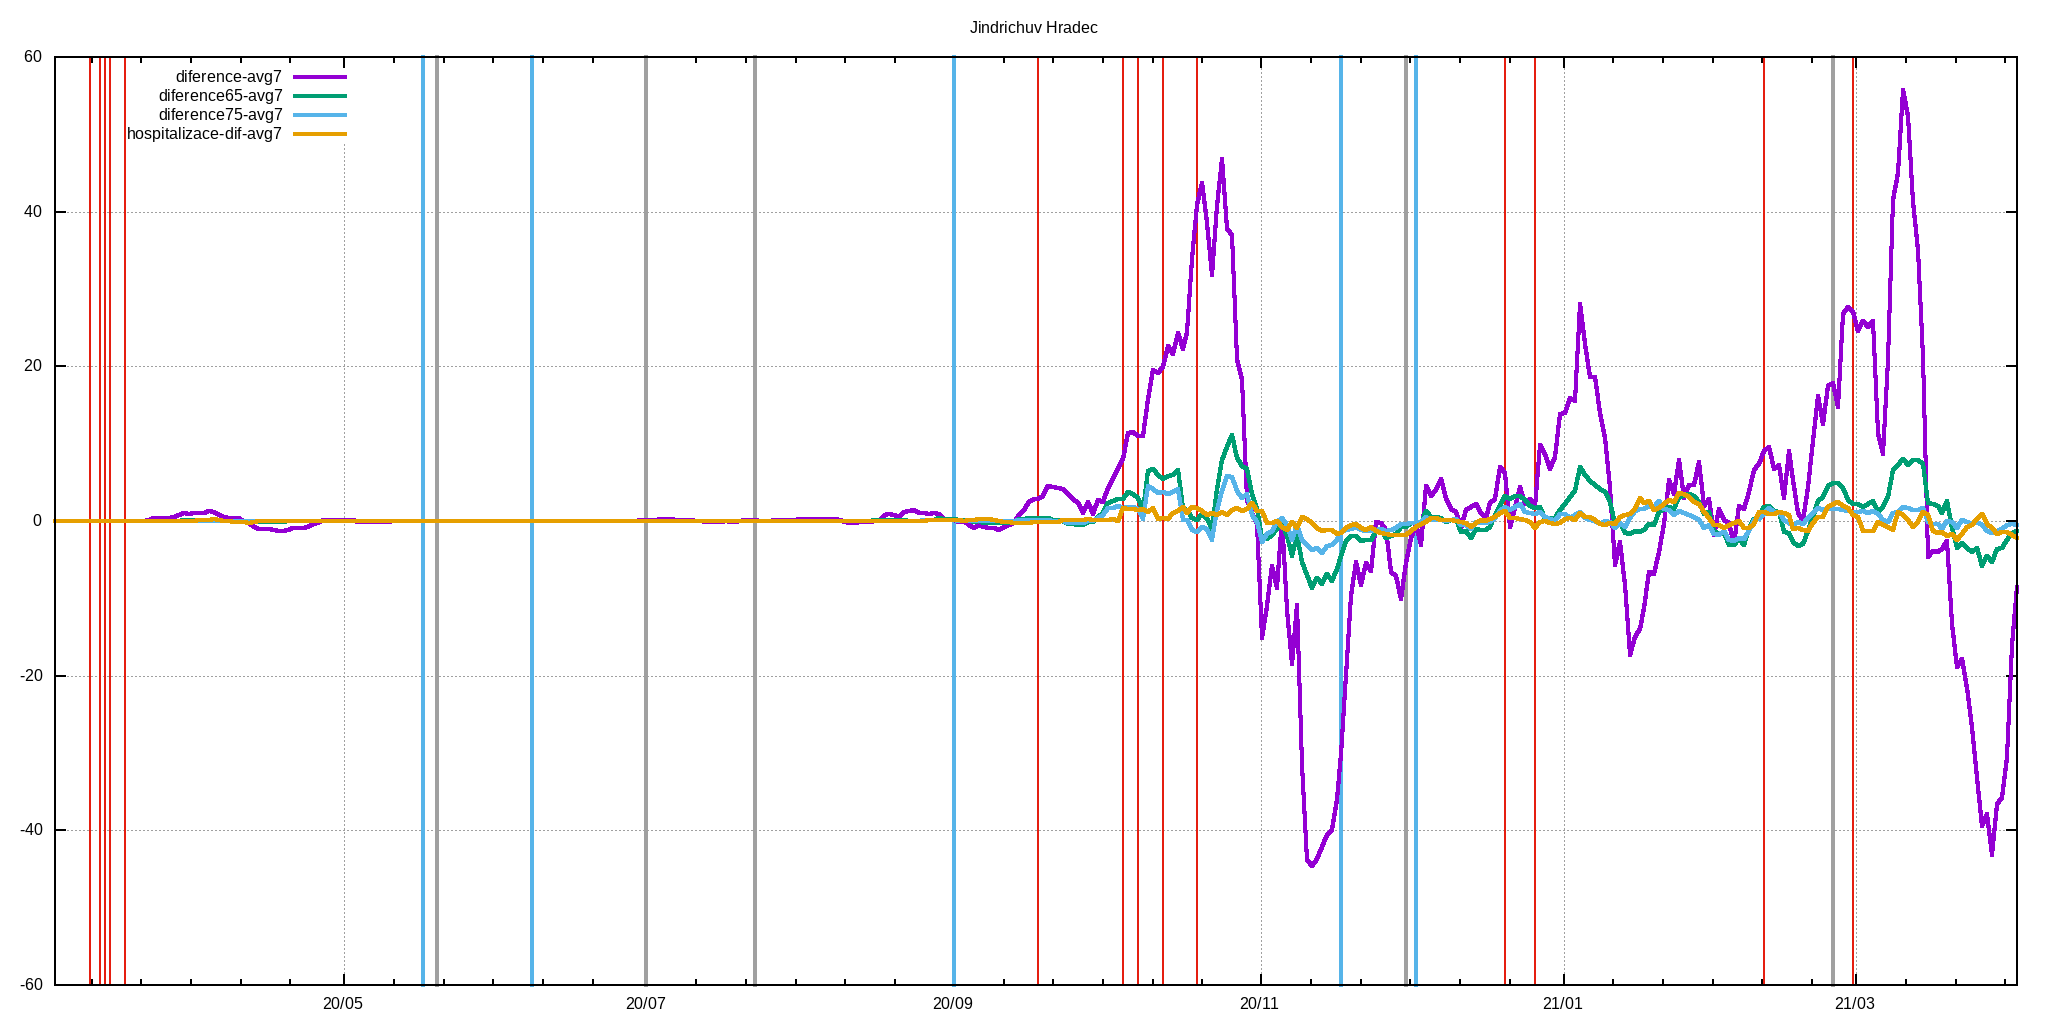 Jindrichuv Hradec
60
diference-avg7
diference65-avg7
diference75-avg7
hospitalizace-dif-avg7
40
20
0
-20
-40
-60
20/05 20/07 20/09 20/11 21/01 21/03